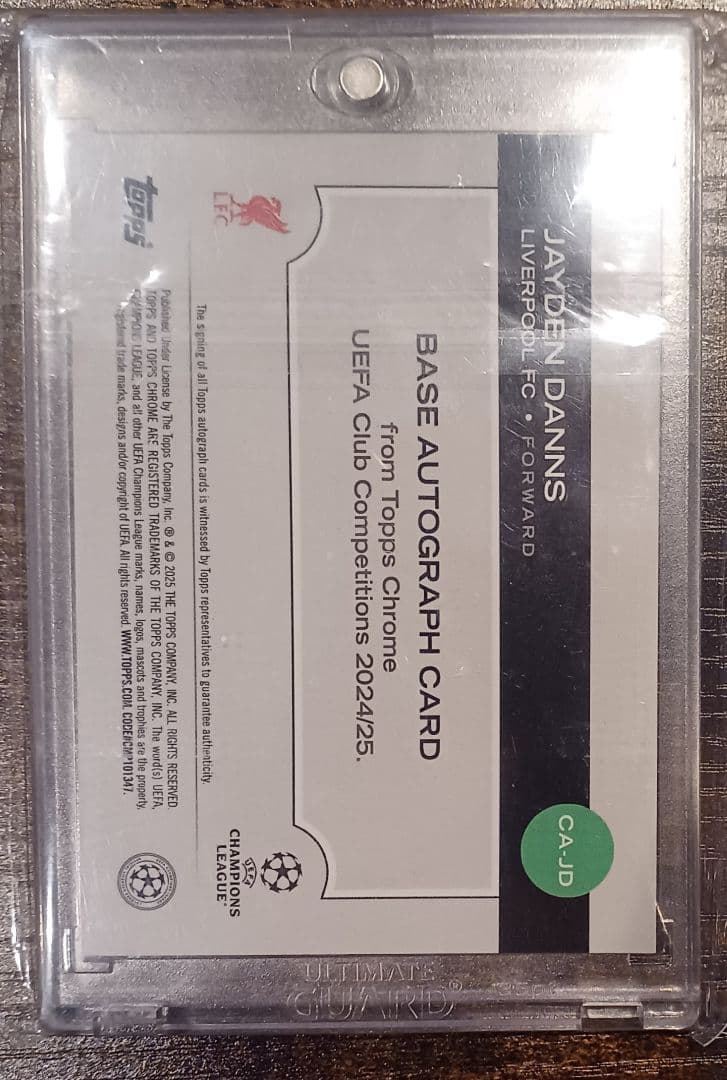 JAYDEN DANNS
LIVERPOOL FC • FORWARD
CA-JD
BASE AUTOGRAPH CARD
from Topps Chrome
UEFA Club Competitions 2024/25.
LFC
UEFA
CHAMPIONS
LEAGUE®
The signing of all Topps autograph cards is witnessed by Topps representatives to guarantee authenticity.
topps
Published Under License by The Topps Company, Inc. ® & © 2025 THE TOPPS COMPANY, INC. ALL RIGHTS RESERVED.
TOPPS AND TOPPS CHROME ARE REGISTERED TRADEMARKS OF THE TOPPS COMPANY, INC. The word(s) UEFA,
CHAMPIONS LEAGUE, and all other UEFA Champions League marks, names, logos, mascots and trophies are the property,
registered trade marks, designs and/or copyright of UEFA. All rights reserved. WWW.TOPPS.COM. CODE#CMP101347.
ULTIMATE
GUARD®